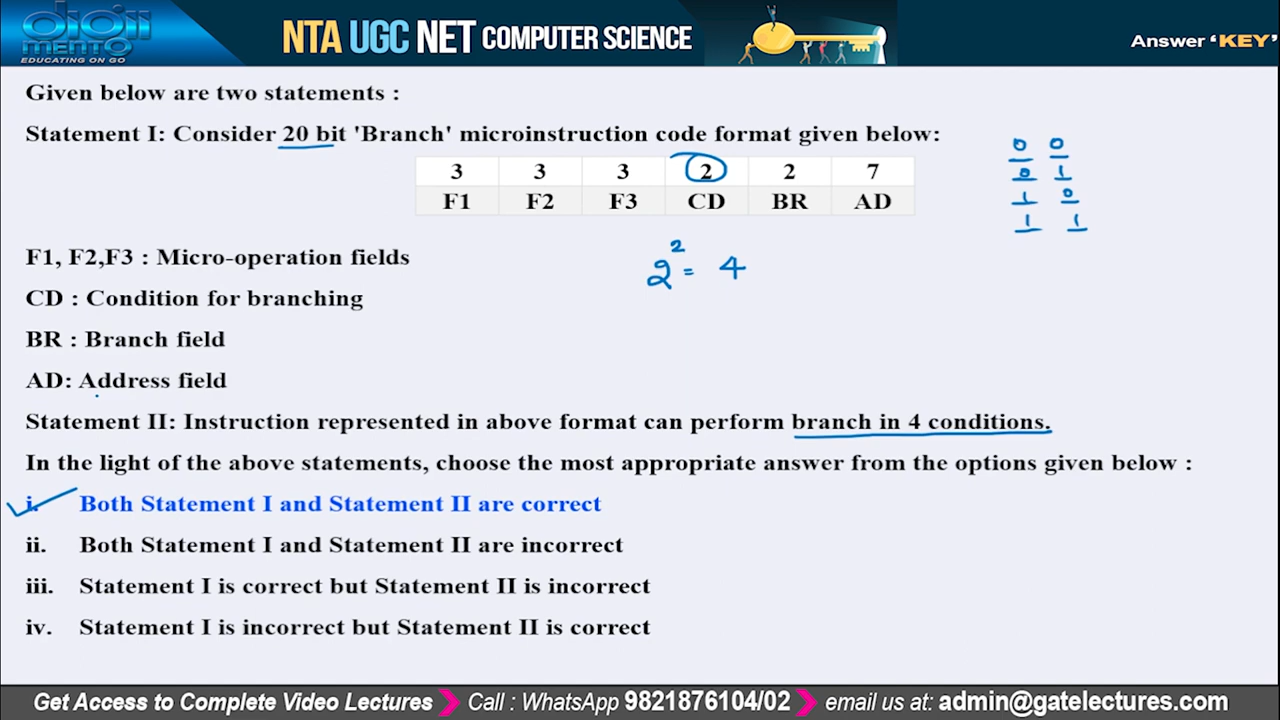 DIGII
MENTO
EDUCATING ON GO
NTA UGC NET COMPUTER SCIENCE
Answer ‘KEY’
Given below are two statements :
Statement I: Consider 20 bit 'Branch' microinstruction code format given below:
3 3 3 2 2 7
F1 F2 F3 CD BR AD
0 0
0 1
1 0
1 1
2² = 4
F1, F2,F3 : Micro-operation fields
CD : Condition for branching
BR : Branch field
AD: Address field
Statement II: Instruction represented in above format can perform branch in 4 conditions.
In the light of the above statements, choose the most appropriate answer from the options given below :
i. Both Statement I and Statement II are correct
ii. Both Statement I and Statement II are incorrect
iii. Statement I is correct but Statement II is incorrect
iv. Statement I is incorrect but Statement II is correct
Get Access to Complete Video Lectures Call : WhatsApp 9821876104/02 email us at: admin@gatelectures.com